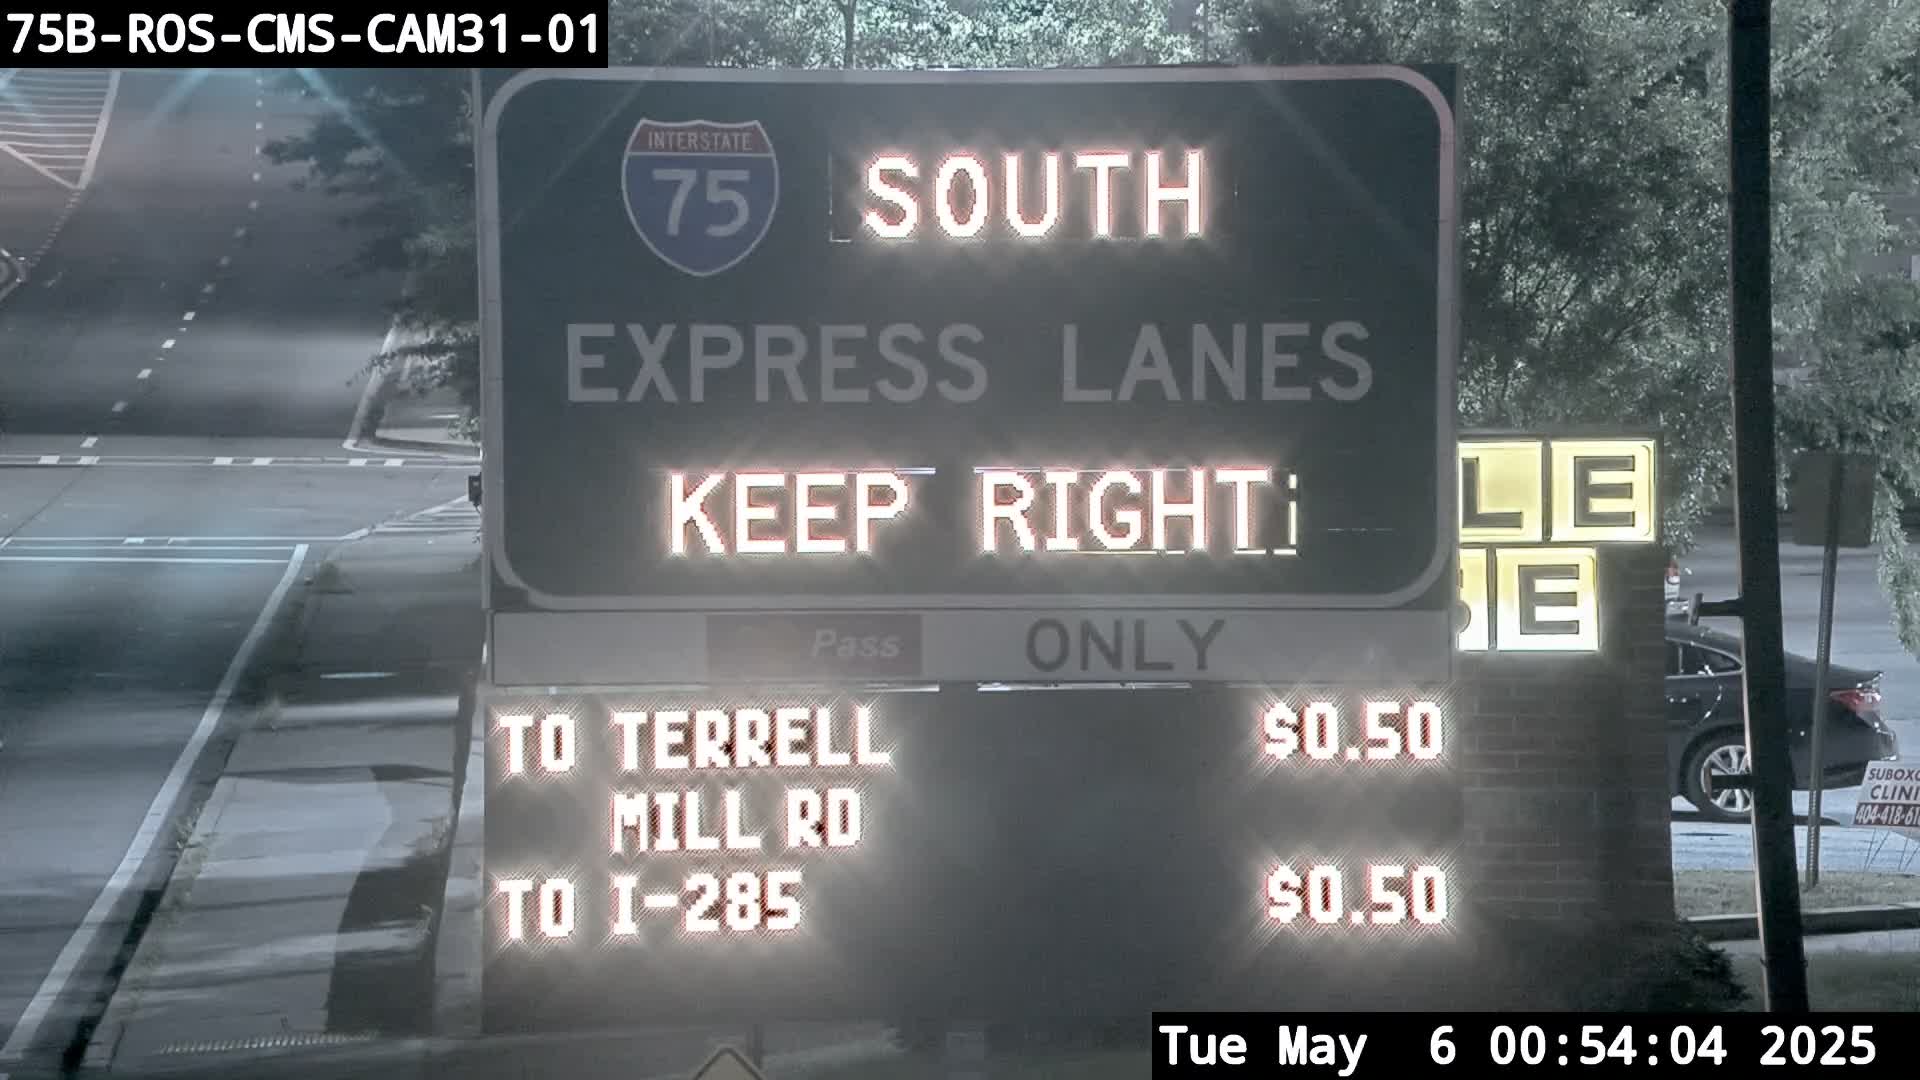 75B-ROS-CMS-CAM31-01
INTERSTATE
75
SOUTH
EXPRESS LANES
KEEP RIGHT
Pass ONLY
TO TERRELL $0.50
MILL RD
TO I-285 $0.50
LE
E
CLINI
Tue May 6 00:54:04 2025